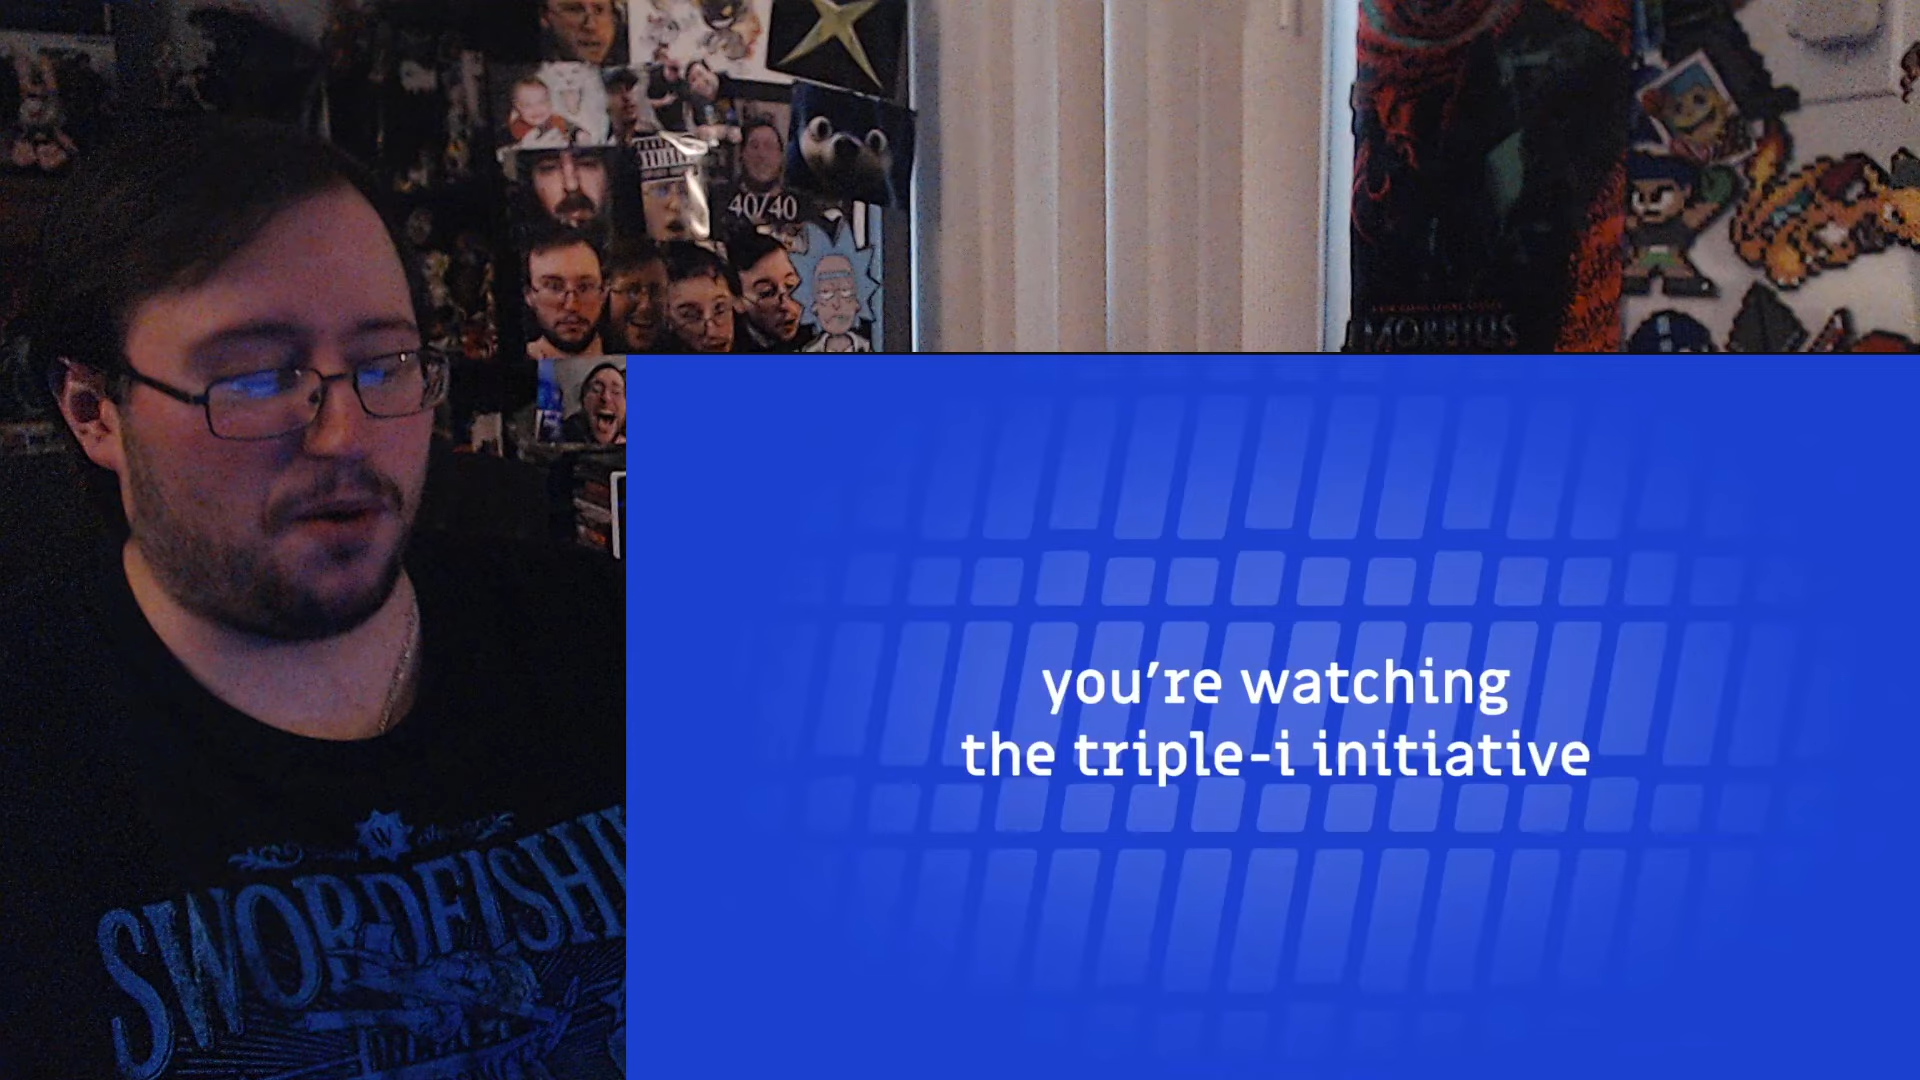 40/40
MORBIUS
you're watching
the triple-i initiative
SWORDFISH